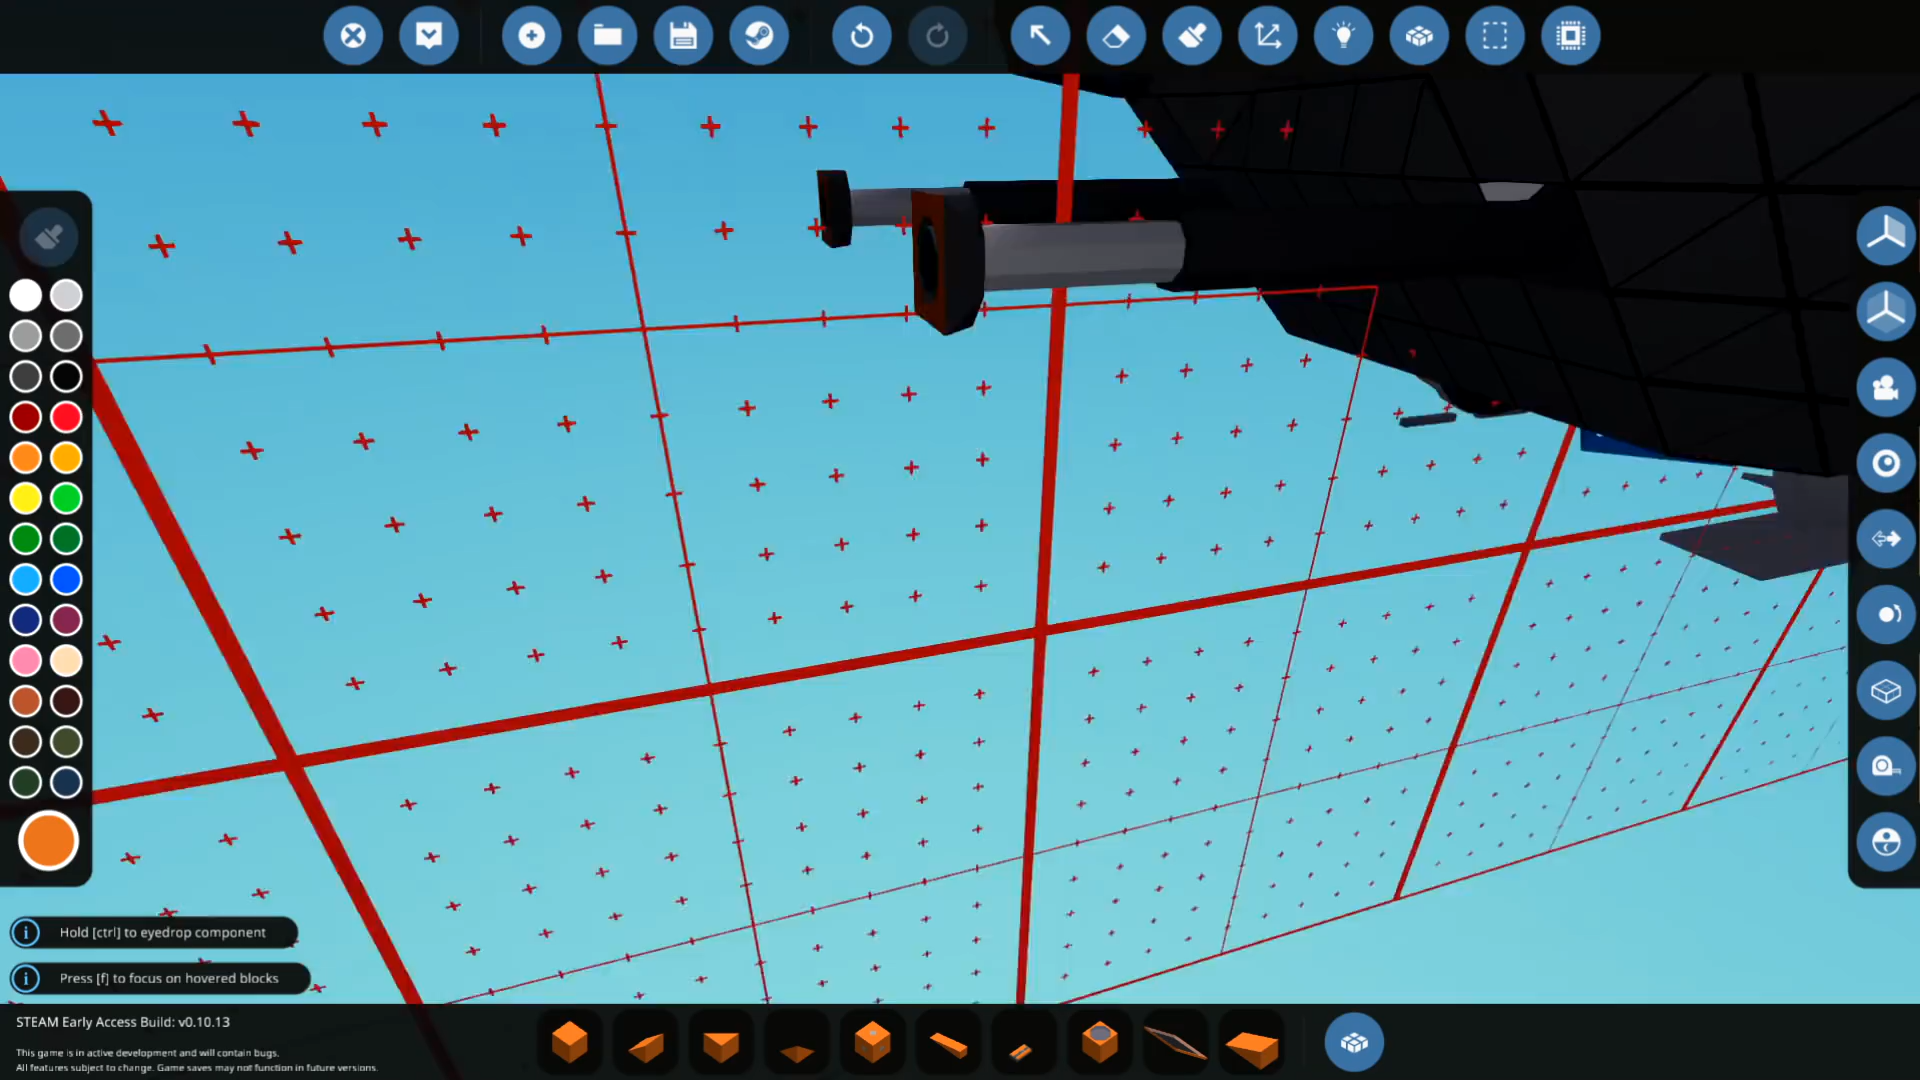 Hold [ctrl] to eyedrop component
Press [f] to focus on hovered blocks
STEAM Early Access Build: v0.10.13
This game is in active development and will contain bugs.
All features subject to change. Game saves may not function in future versions.